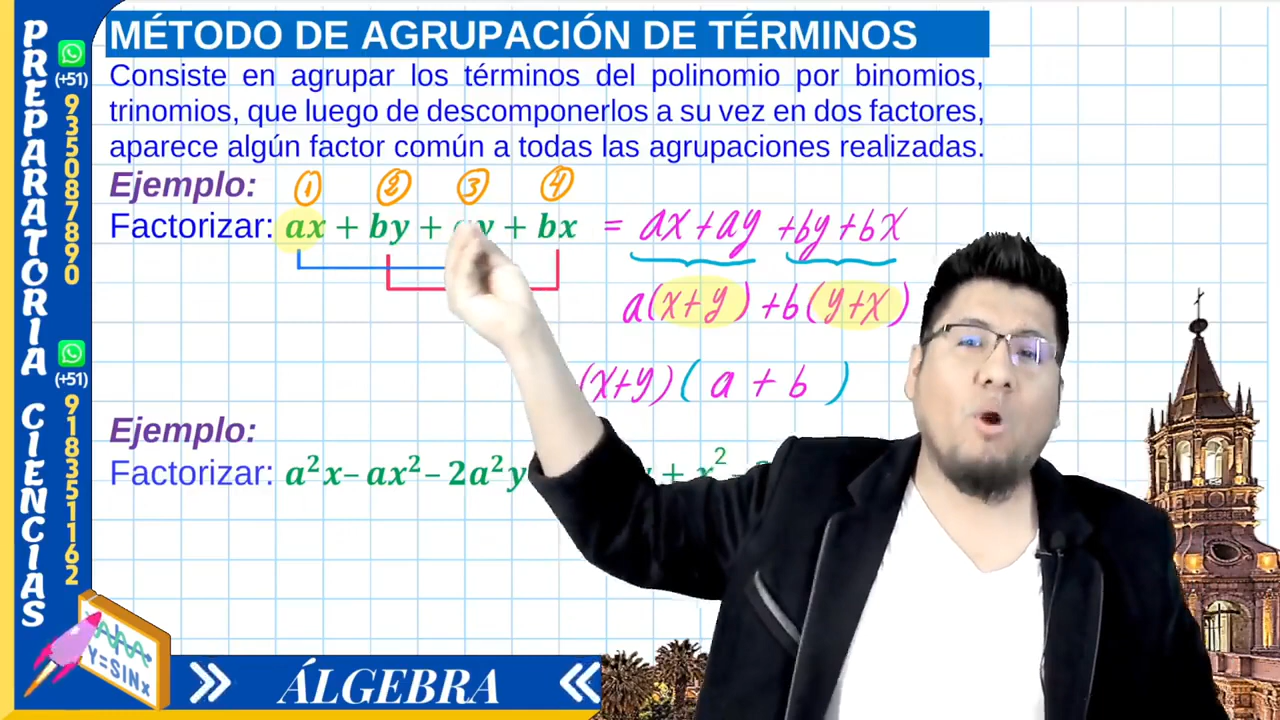 PREPARATORIA CIENCIAS
(+51) 935087890
(+51) 918351162
MÉTODO DE AGRUPACIÓN DE TÉRMINOS
Consiste en agrupar los términos del polinomio por binomios,
trinomios, que luego de descomponerlos a su vez en dos factores,
aparece algún factor común a todas las agrupaciones realizadas.
Ejemplo: 1 2 3 4
Factorizar: ax + by + ay + bx = ax + ay + by + bx
a(x+y) + b(y+x)
(x+y)( a + b )
Ejemplo:
Factorizar: a²x– ax²– 2a²y + x² –
Y=SINx
ÁLGEBRA